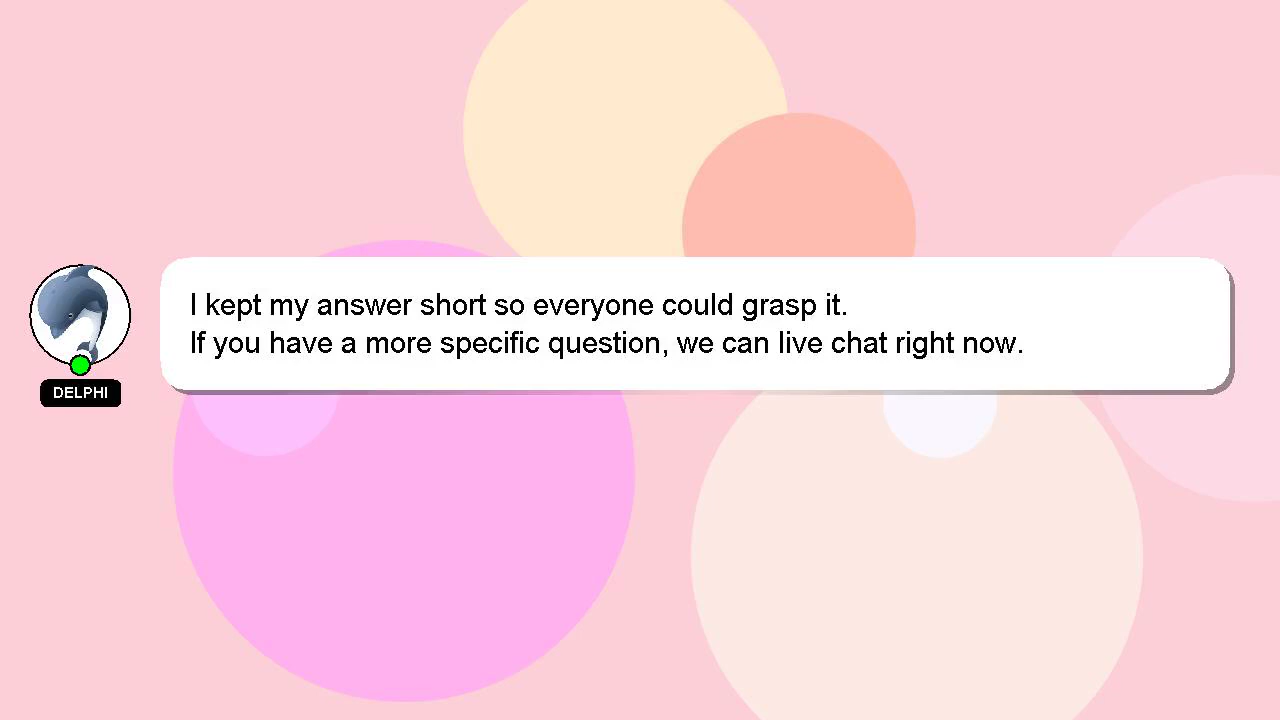 I kept my answer short so everyone could grasp it.
If you have a more specific question, we can live chat right now.
DELPHI